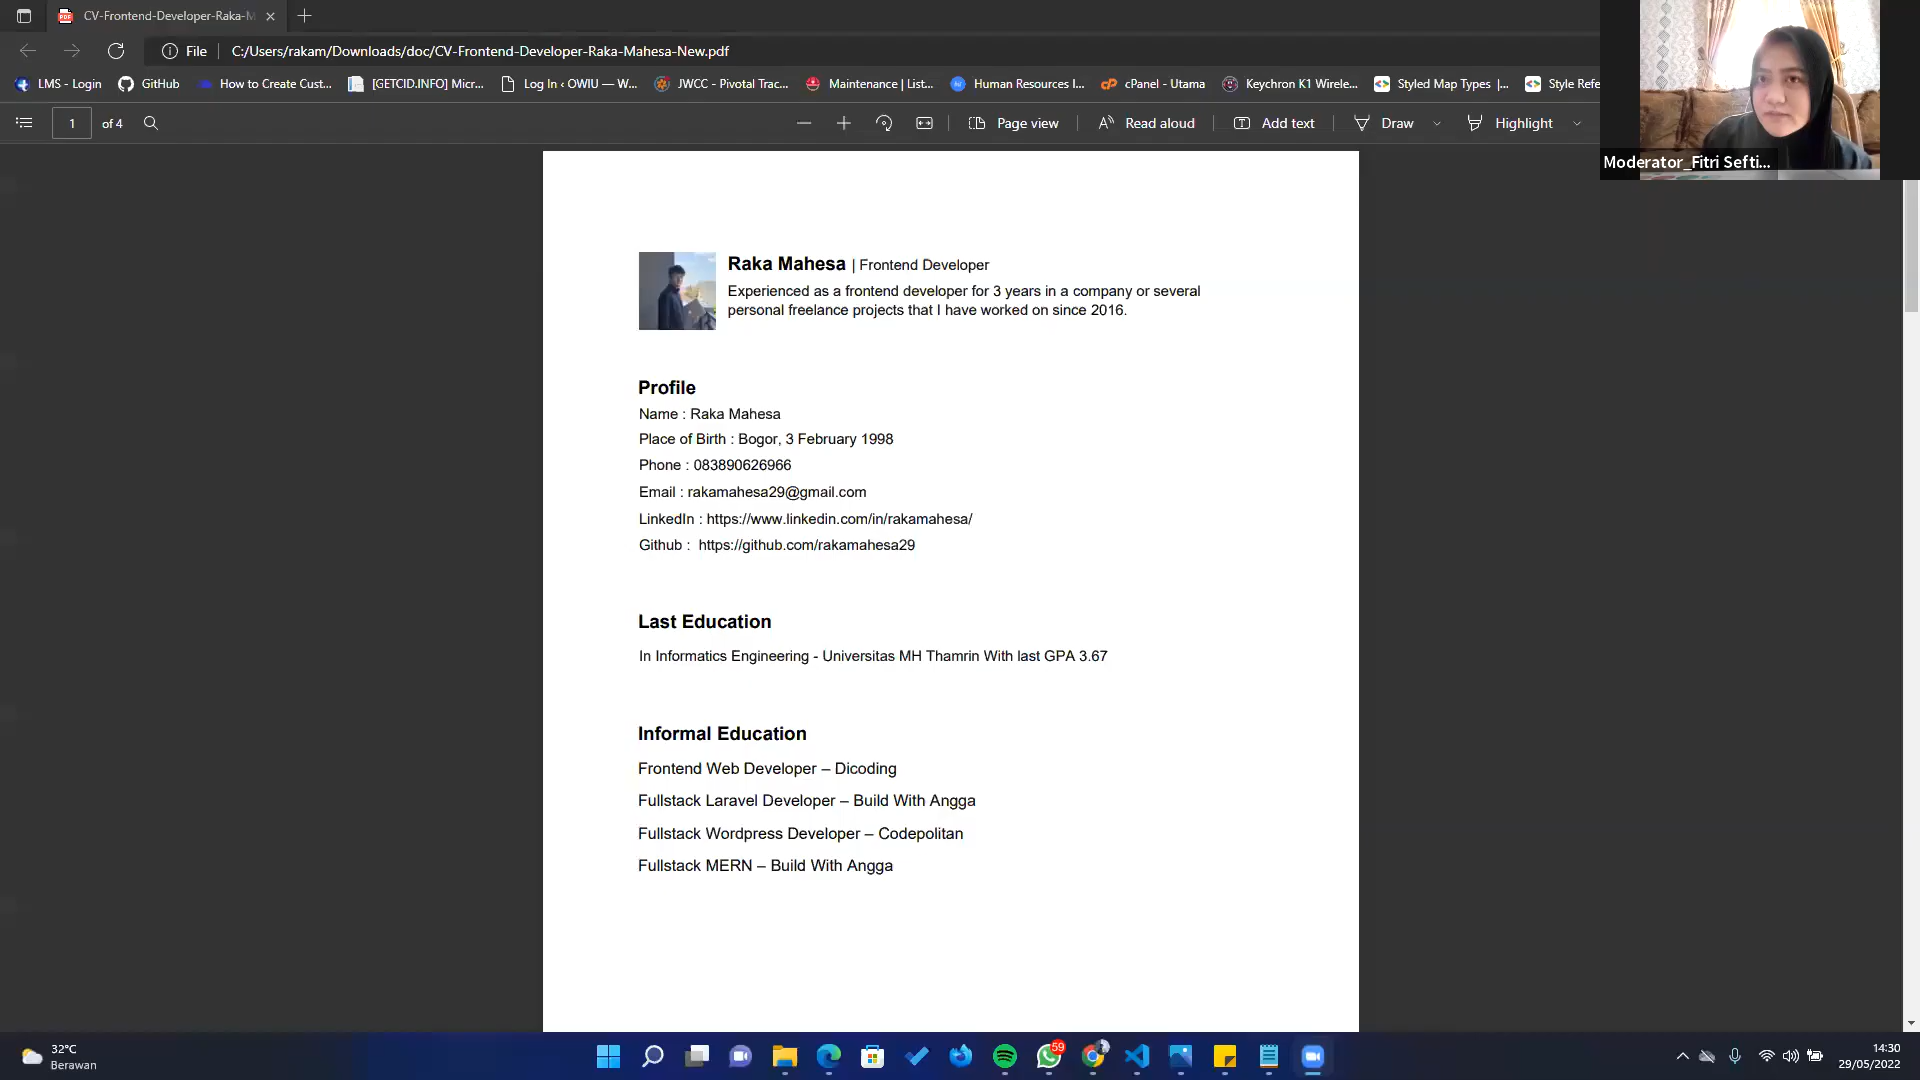 CV-Frontend-Developer-Raka-M
File
C:/Users/rakam/Downloads/doc/CV-Frontend-Developer-Raka-Mahesa-New.pdf
LMS - Login
GitHub
How to Create Cust...
[GETCID.INFO] Micr...
Log In ‹ OWIU — W...
JWCC - Pivotal Trac...
Maintenance | List...
Human Resources I...
cPanel - Utama
Keychron K1 Wirele...
Styled Map Types |...
Style Refe
1 of 4
Page view
Read aloud
Add text
Draw
Highlight
Moderator_Fitri Sefti...
Raka Mahesa | Frontend Developer
Experienced as a frontend developer for 3 years in a company or several
personal freelance projects that I have worked on since 2016.
Profile
Name : Raka Mahesa
Place of Birth : Bogor, 3 February 1998
Phone : 083890626966
Email : rakamahesa29@gmail.com
LinkedIn : https://www.linkedin.com/in/rakamahesa/
Github : https://github.com/rakamahesa29
Last Education
In Informatics Engineering - Universitas MH Thamrin With last GPA 3.67
Informal Education
Frontend Web Developer – Dicoding
Fullstack Laravel Developer – Build With Angga
Fullstack Wordpress Developer – Codepolitan
Fullstack MERN – Build With Angga
32°C
Berawan
59
14:30
29/05/2022